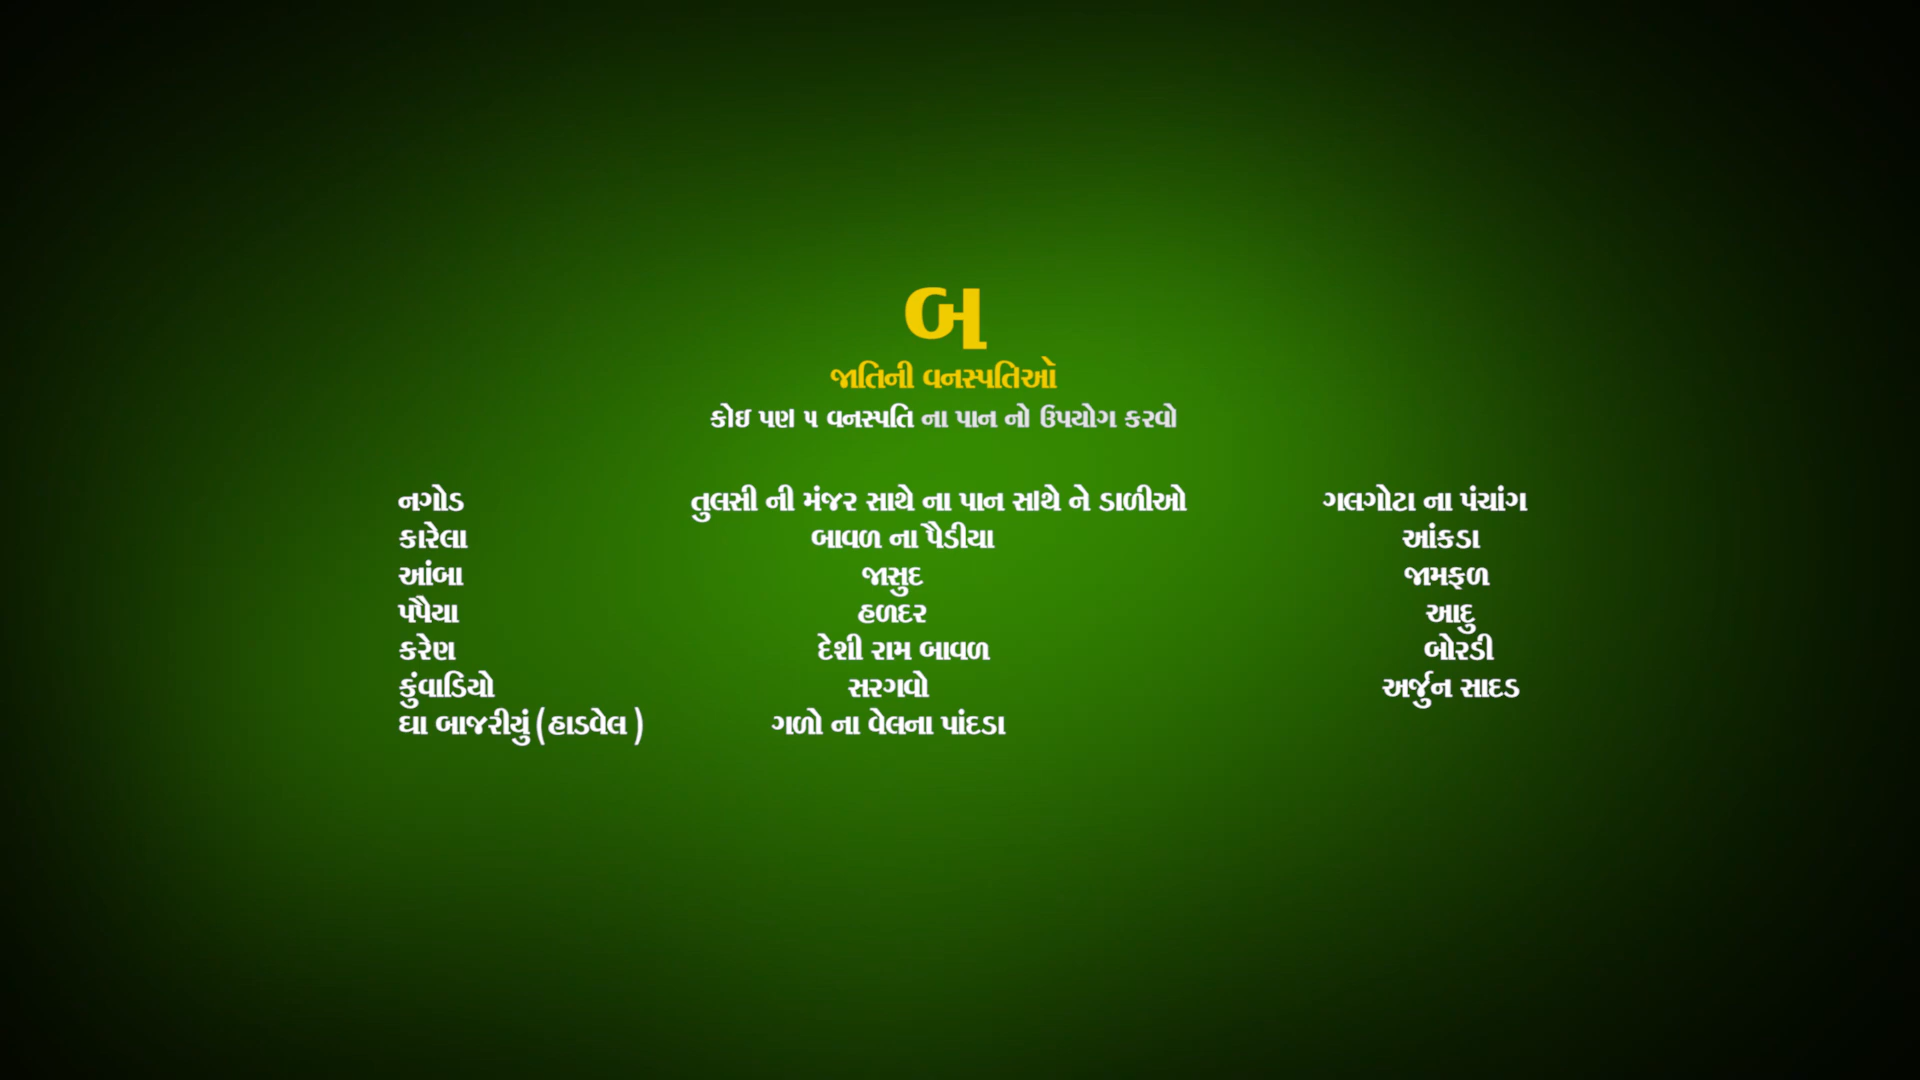 બ
જાતિની વનસ્પતિઓ
કોઇ પણ ૫ વનસ્પતિ ના પાન નો ઉપયોગ કરવો
નગોડ તુલસી ની મંજર સાથે ના પાન સાથે ને ડાળીઓ ગલગોટા ના પંચાંગ
કારેલા બાવળ ના પૈડીયા આંકડા
આંબા જાસુદ જામફળ
પપૈયા હળદર આદુ
કરેણ દેશી રામ બાવળ બોરડી
કુંવાડિયો સરગવો અર્જુન સાદડ
ઘા બાજરીયું ( હાડવેલ ) ગળો ના વેલના પાંદડા